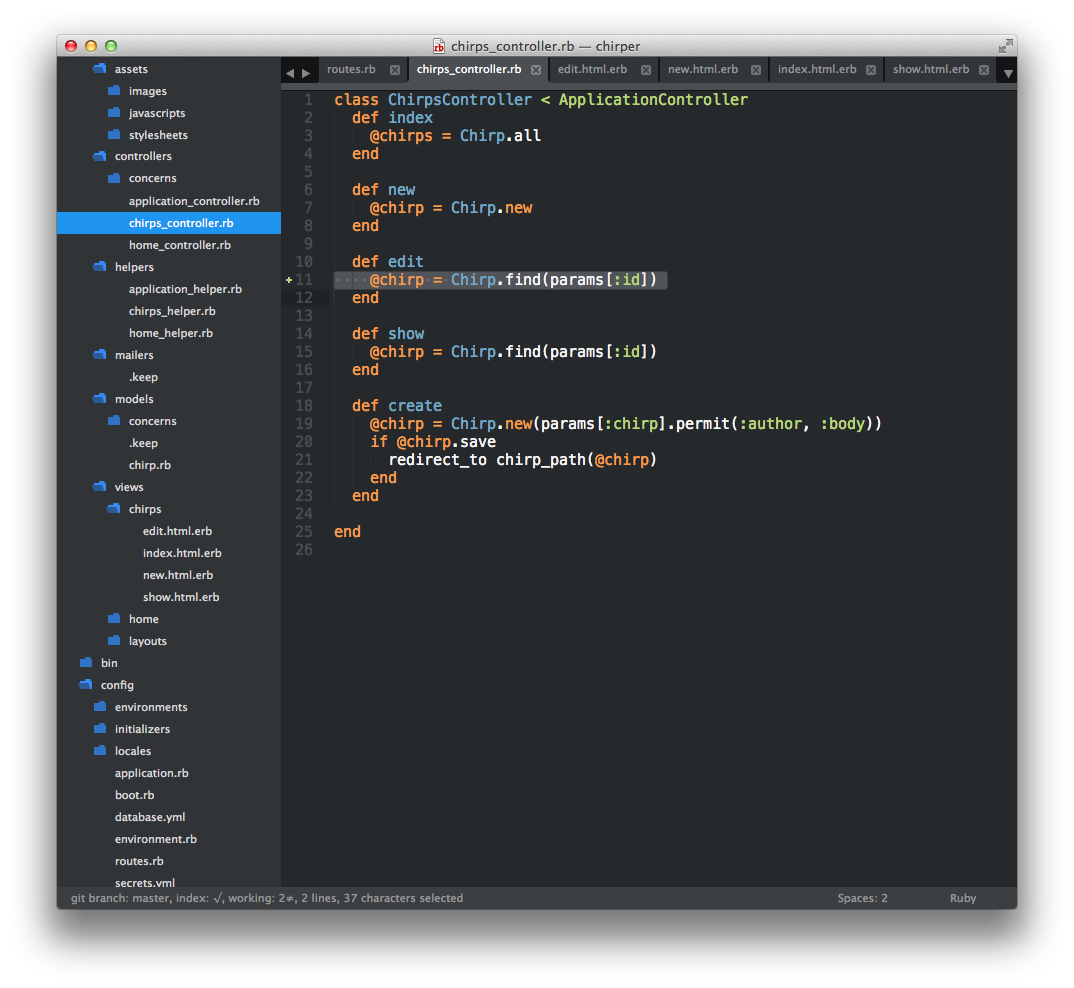 chirps_controller.rb — chirper
assets
images
javascripts
stylesheets
controllers
concerns
application_controller.rb
chirps_controller.rb
home_controller.rb
helpers
application_helper.rb
chirps_helper.rb
home_helper.rb
mailers
.keep
models
concerns
.keep
chirp.rb
views
chirps
edit.html.erb
index.html.erb
new.html.erb
show.html.erb
home
layouts
bin
config
environments
initializers
locales
application.rb
boot.rb
database.yml
environment.rb
routes.rb
secrets.yml
routes.rb chirps_controller.rb edit.html.erb new.html.erb index.html.erb show.html.erb
1 class ChirpsController < ApplicationController
2   def index
3     @chirps = Chirp.all
4   end
5
6   def new
7     @chirp = Chirp.new
8   end
9
10   def edit
11     @chirp = Chirp.find(params[:id])
12   end
13
14   def show
15     @chirp = Chirp.find(params[:id])
16   end
17
18   def create
19     @chirp = Chirp.new(params[:chirp].permit(:author, :body))
20     if @chirp.save
21       redirect_to chirp_path(@chirp)
22     end
23   end
24
25 end
26
git branch: master, index: √, working: 2≠, 2 lines, 37 characters selected
Spaces: 2
Ruby